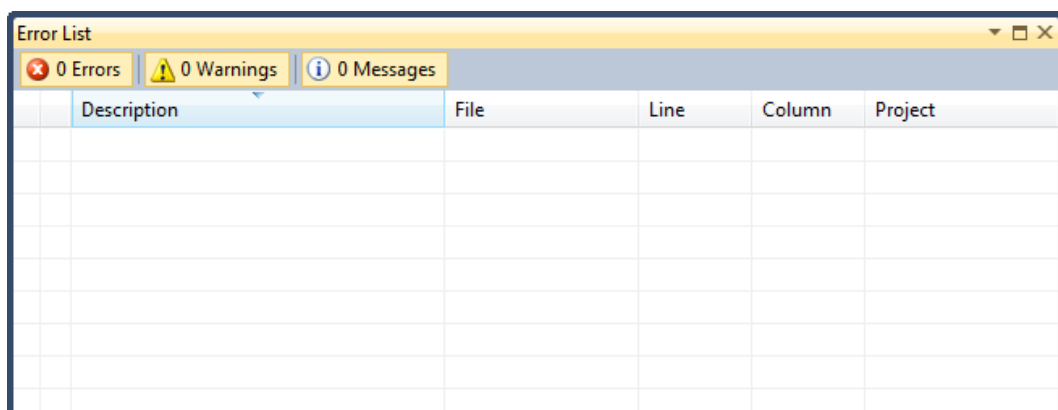 Error List
0 Errors 0 Warnings 0 Messages
Description File Line Column Project